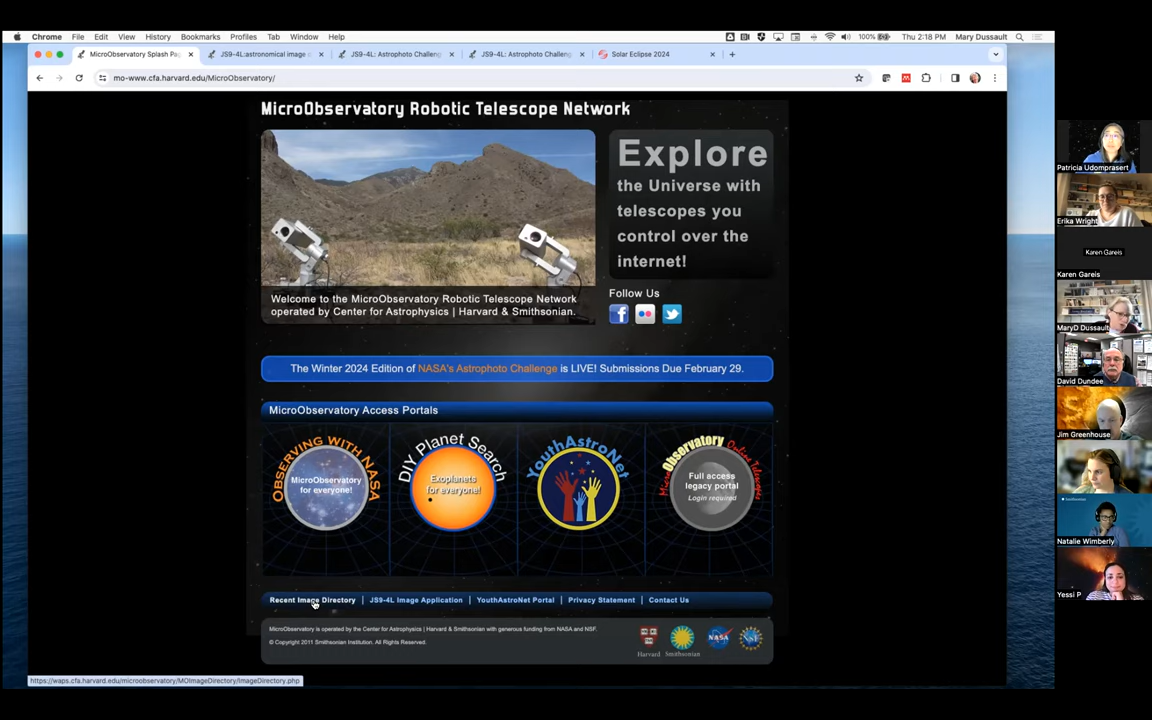 Chrome File Edit View History Bookmarks Profiles Tab Window Help
100% Thu 2:18 PM Mary Dussault
MicroObservatory Splash Pa
JS9-4L:astronomical image
JS9-4L: Astrophoto Challeng
JS9-4L: Astrophoto Challeng
Solar Eclipse 2024
mo-www.cfa.harvard.edu/MicroObservatory/
MicroObservatory Robotic Telescope Network
Explore
the Universe with
telescopes you
control over the
internet!
Welcome to the MicroObservatory Robotic Telescope Network
operated by Center for Astrophysics | Harvard & Smithsonian.
Follow Us
The Winter 2024 Edition of NASA's Astrophoto Challenge is LIVE! Submissions Due February 29.
MicroObservatory Access Portals
OBSERVING WITH NASA
MicroObservatory
for everyone!
DIY Planet Search
Exoplanets
for everyone!
YouthAstroNet
MicroObservatory Online Telescopes
Full access
legacy portal
Login required
Recent Image Directory | JS9-4L Image Application | YouthAstroNet Portal | Privacy Statement | Contact Us
MicroObservatory is operated by the Center for Astrophysics | Harvard & Smithsonian with generous funding from NASA and NSF.
© Copyright 2011 Smithsonian Institution. All Rights Reserved.
Harvard
Smithsonian
NASA
NSF
https://waps.cfa.harvard.edu/microobservatory/MOImageDirectory/ImageDirectory.php
Patricia Udomprasert
Erika Wright
Karen Gareis
Karen Gareis
MaryD Dussault
David Dundee
Jim Greenhouse
Natalie Wimberly
Yessi P